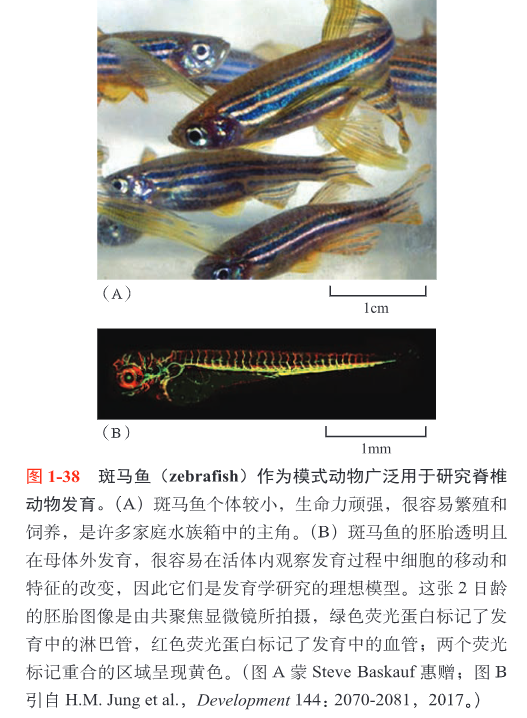 （A）
1cm
（B）
1mm
图 1-38 斑马鱼（zebrafish）作为模式动物广泛用于研究脊椎
动物发育。（A）斑马鱼个体较小，生命力顽强，很容易繁殖和
饲养，是许多家庭水族箱中的主角。（B）斑马鱼的胚胎透明且
在母体外发育，很容易在活体内观察发育过程中细胞的移动和
特征的改变，因此它们是发育学研究的理想模型。这张 2 日龄
的胚胎图像是由共聚焦显微镜所拍摄，绿色荧光蛋白标记了发
育中的淋巴管，红色荧光蛋白标记了发育中的血管；两个荧光
标记重合的区域呈现黄色。（图 A 蒙 Steve Baskauf 惠赠；图 B
引自 H.M. Jung et al.，Development 144：2070-2081，2017。）